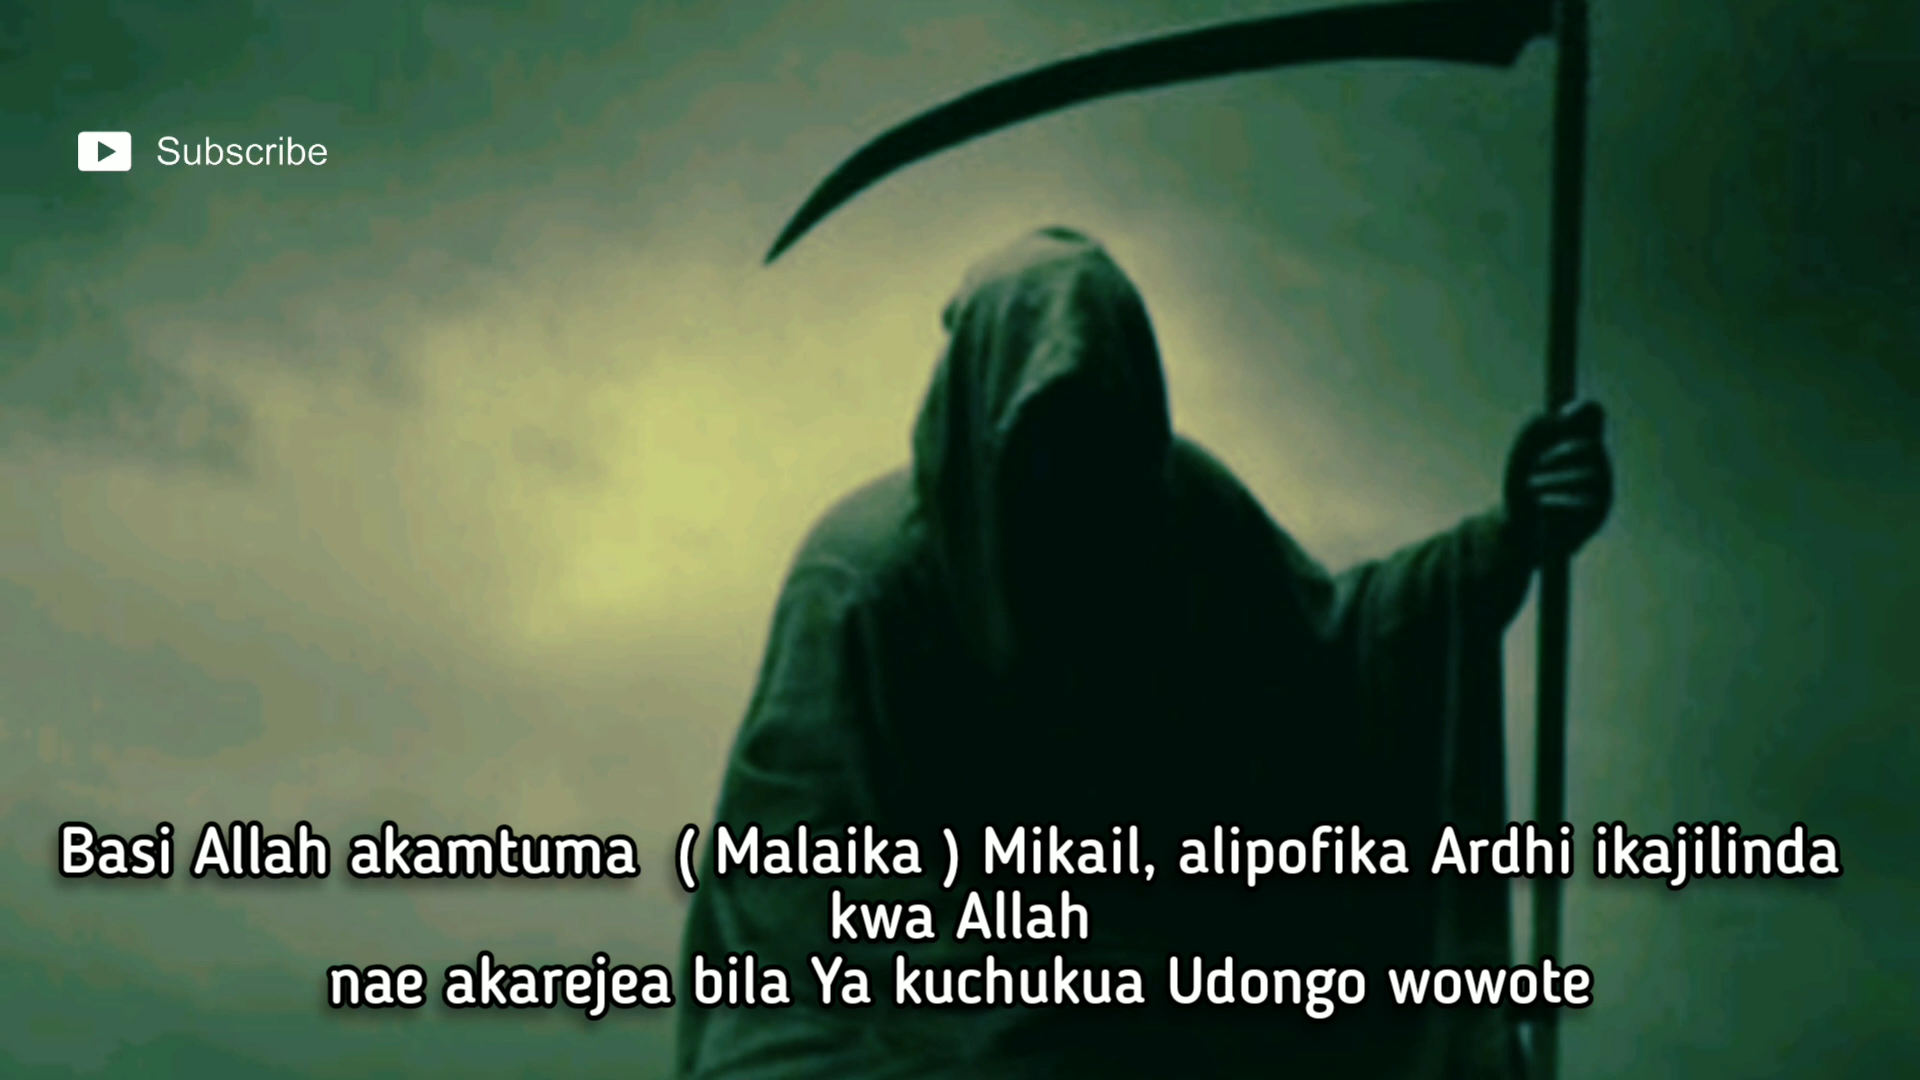 Subscribe
Basi Allah akamtuma ( Malaika ) Mikail, alipofika Ardhi ikajilinda
kwa Allah
nae akarejea bila Ya kuchukua Udongo wowote